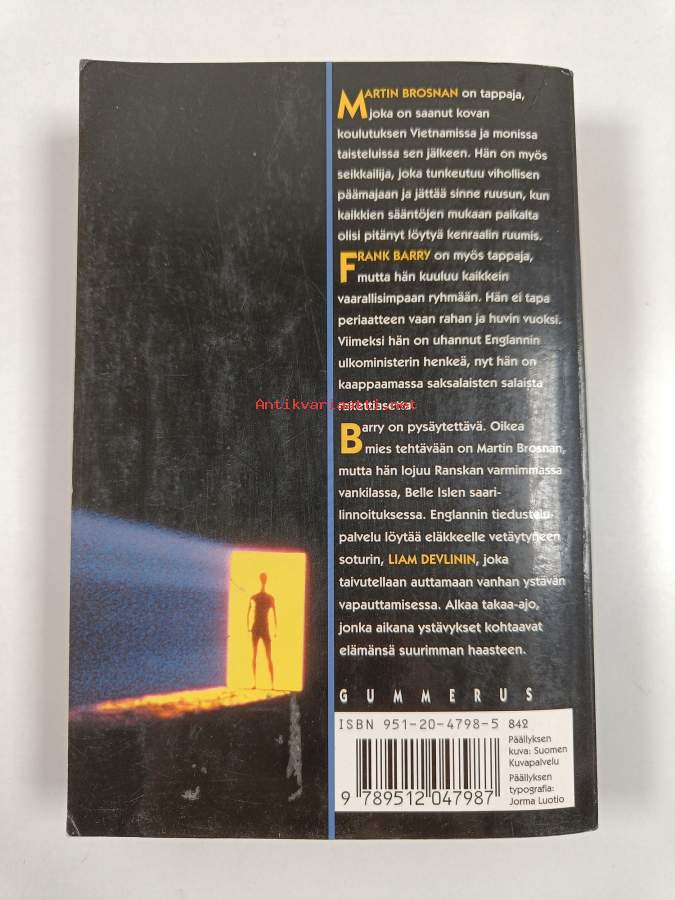 MARTIN BROSNAN on tappaja,
joka on saanut kovan
koulutuksen Vietnamissa ja monissa
taisteluissa sen jälkeen. Hän on myös
seikkailija, joka tunkeutuu vihollisen
päämajaan ja jättää sinne ruusun, kun
kaikkien sääntöjen mukaan paikalta
olisi pitänyt löytyä kenraalin ruumis.
FRANK BARRY on myös tappaja,
mutta hän kuuluu kaikkein
vaarallisimpaan ryhmään. Hän ei tapa
periaatteen vaan rahan ja huvin vuoksi.
Viimeksi hän on uhannut Englannin
ulkoministerin henkeä, nyt hän on
kaappaamassa saksalaisten salaista
Antikvariaatti.net
rakettiasetta.
Barry on pysäytettävä. Oikea
mies tehtävään on Martin Brosnan,
mutta hän lojuu Ranskan varmimmassa
vankilassa, Belle Islen saari-
linnoituksessa. Englannin tiedustelu-
palvelu löytää eläkkeelle vetäytyneen
soturin, LIAM DEVLININ, joka
taivutellaan auttamaan vanhan ystävän
vapauttamisessa. Alkaa takaa-ajo,
jonka aikana ystävykset kohtaavat
elämänsä suurimman haasteen.
GUMMERUS
ISBN 951-20-4798-5 842
Päällyksen
kuva: Suomen
Kuvapalvelu
Päällyksen
typografia:
Jorma Luotio
9 789512 047987